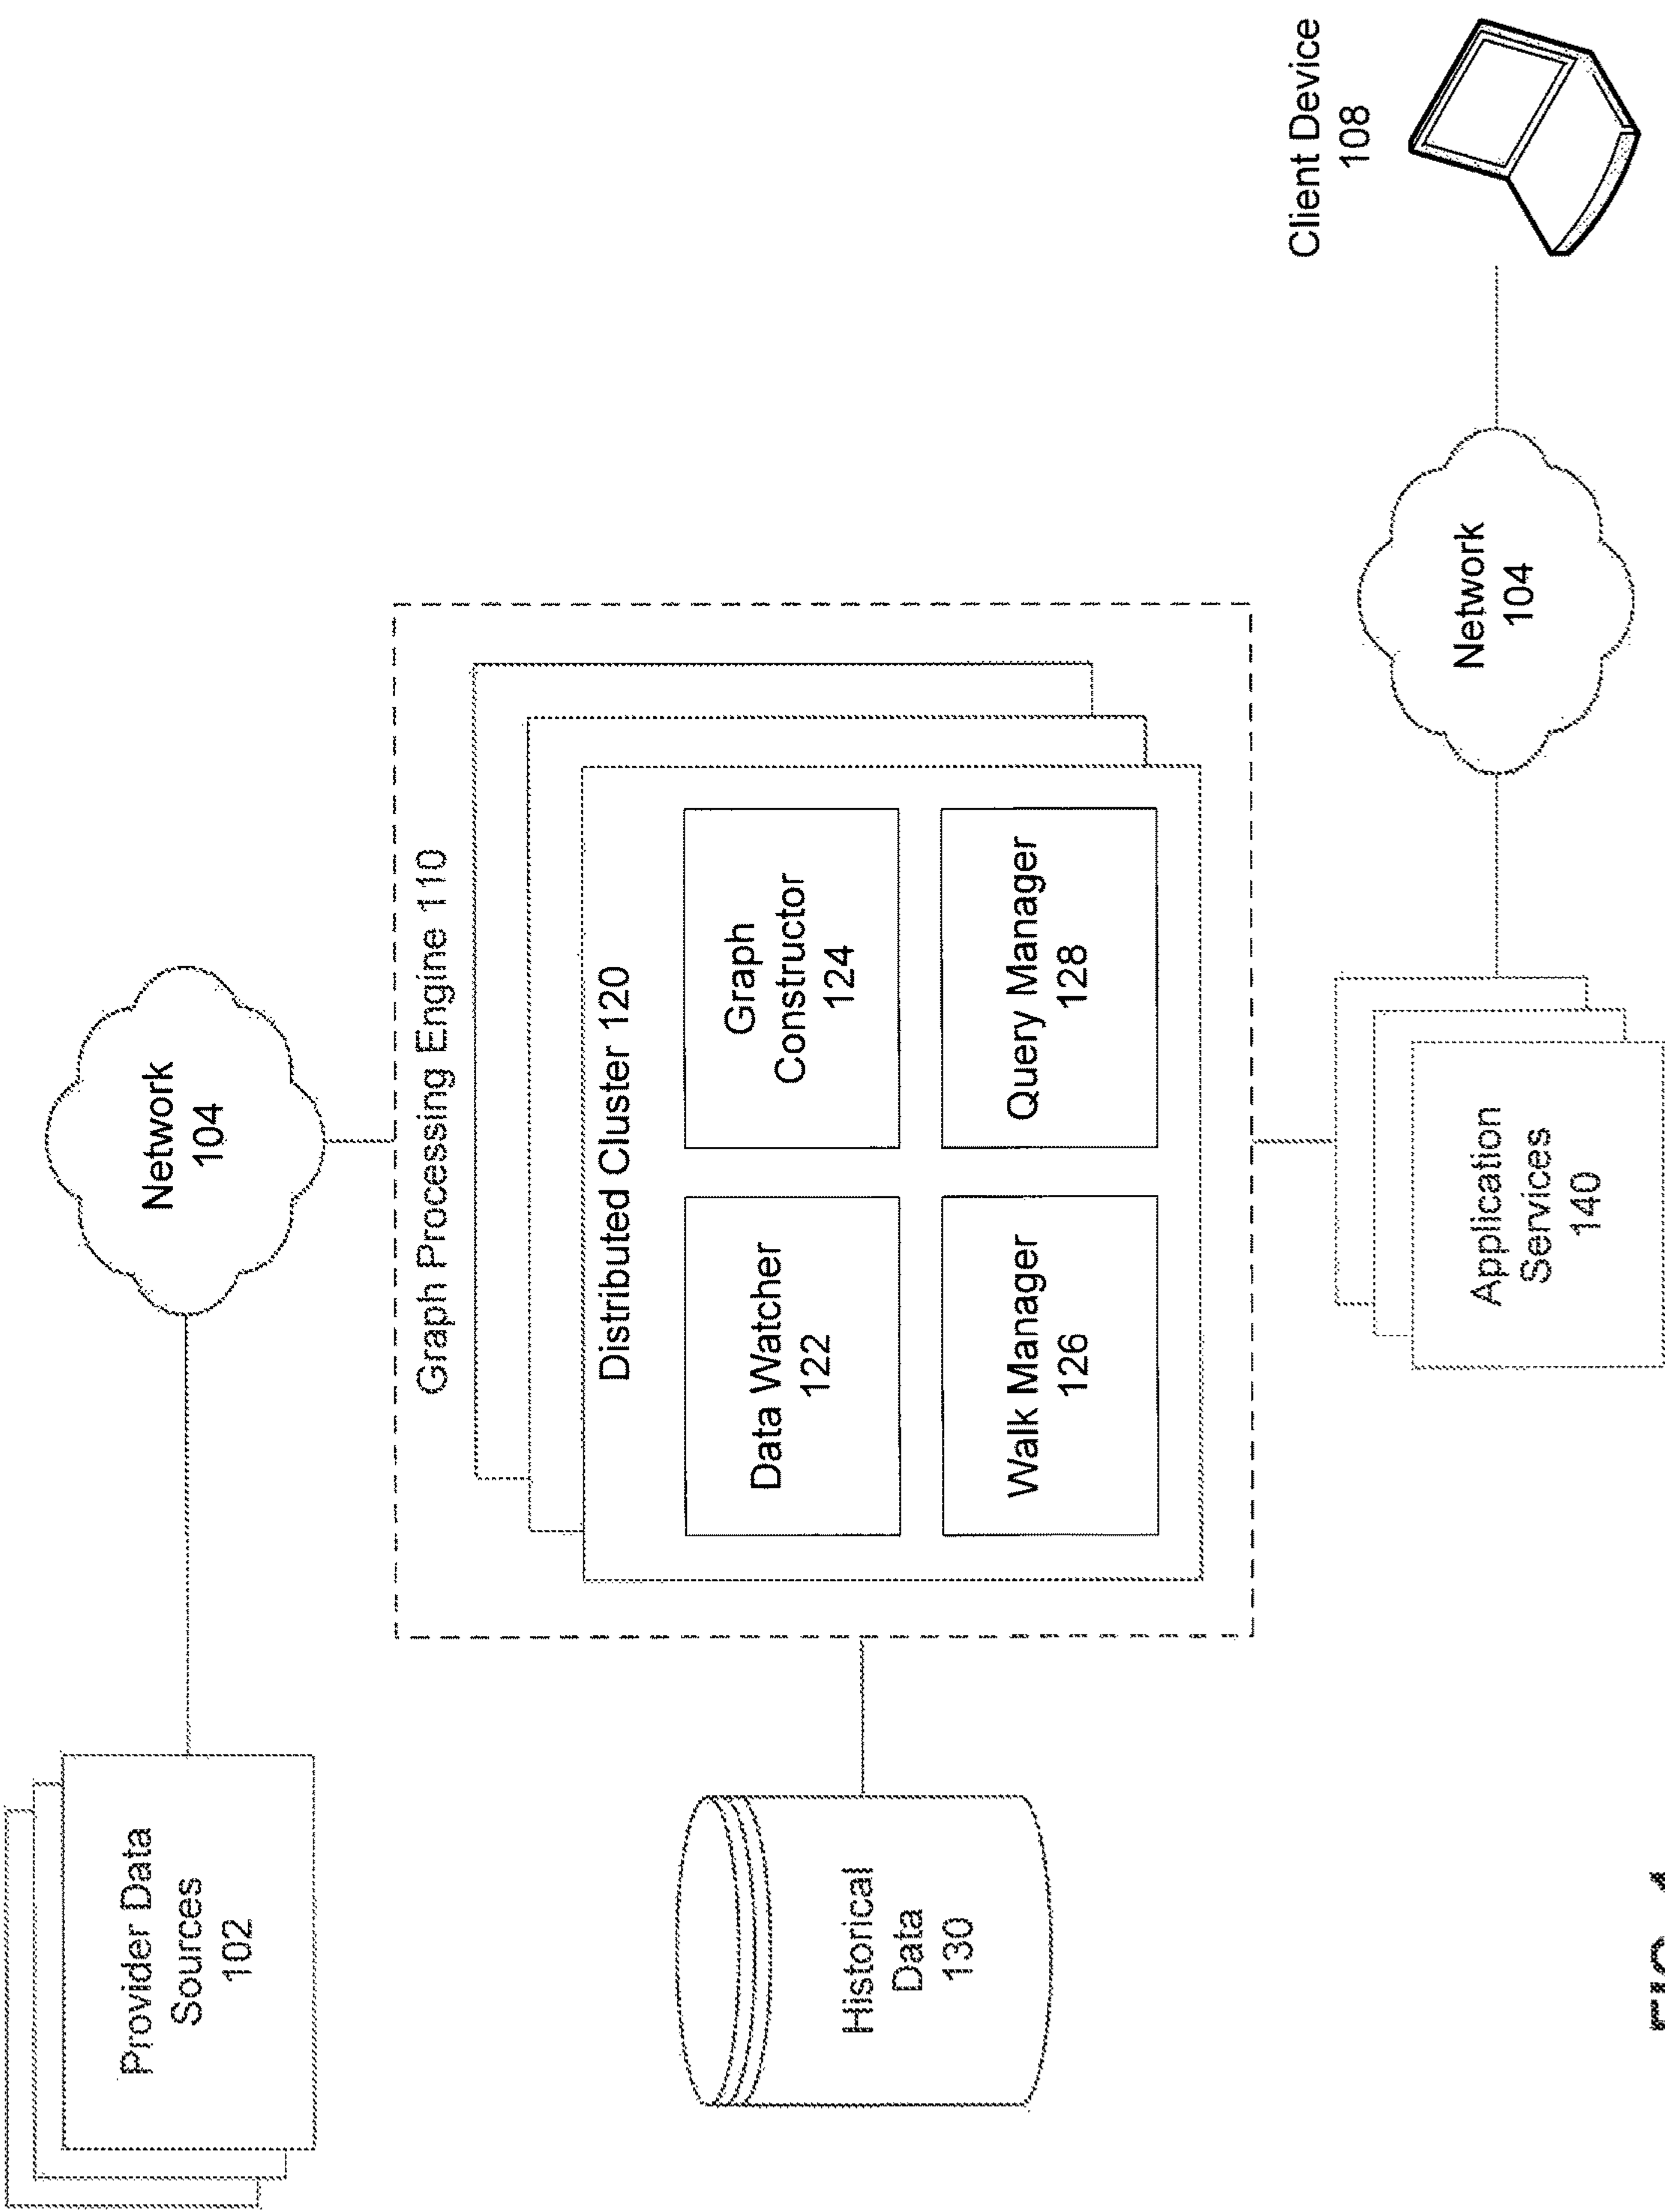 Provider Data
Sources
102
Network
104
Graph Processing Engine 110
Distributed Cluster 120
Data Watcher
122
Graph
Constructor
124
Walk Manager
126
Query Manager
128
Historical
Data
130
Application
Services
140
Network
104
Client Device
108